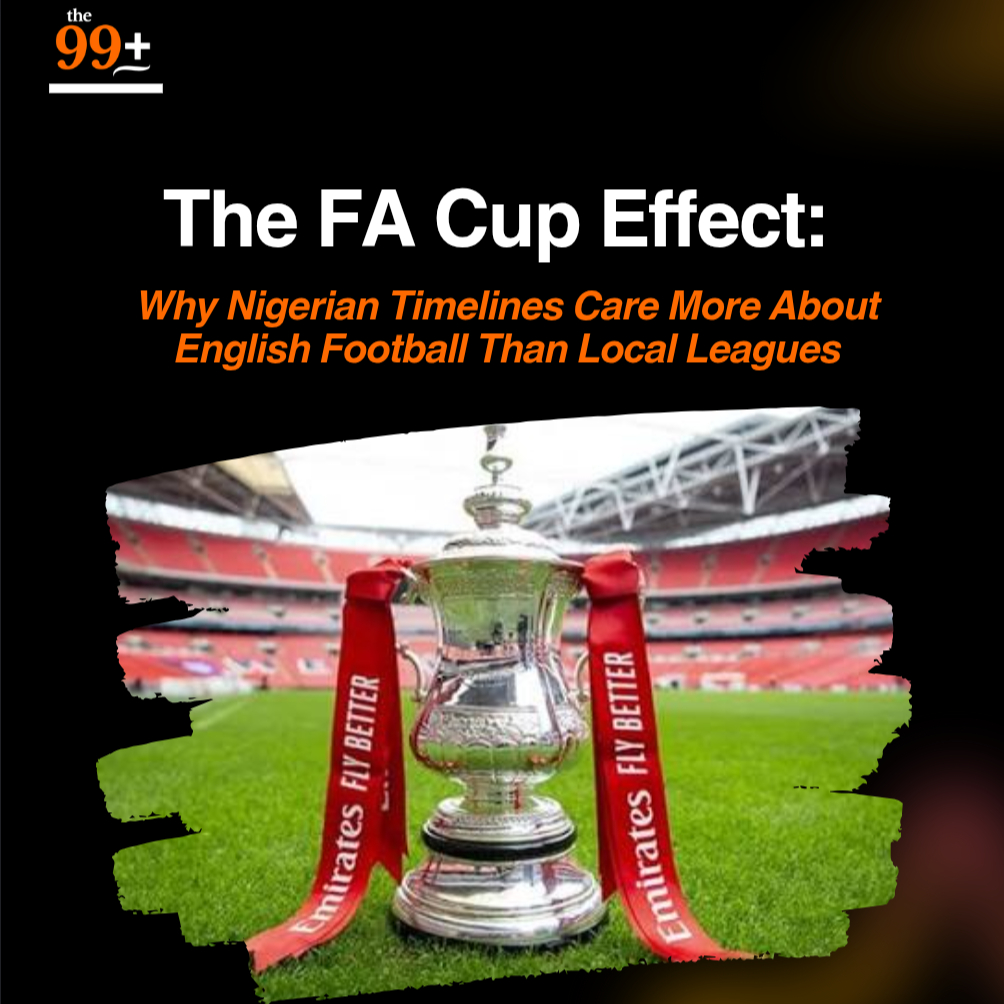 the
99+
The FA Cup Effect:
Why Nigerian Timelines Care More About
English Football Than Local Leagues
Emirates FLY BETTER
Emirates FLY BETTER